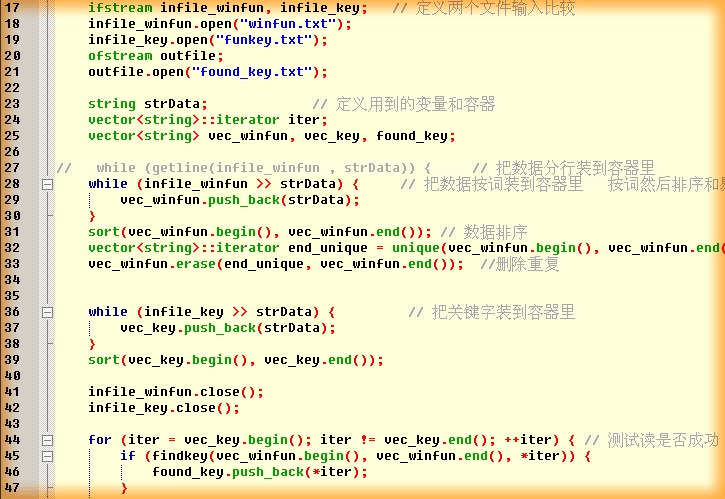 17 ifstream infile_winfun, infile_key;   // 定义两个文件输入比较
18 infile_winfun.open("winfun.txt");
19 infile_key.open("funkey.txt");
20 ofstream outfile;
21 outfile.open("found_key.txt");
22
23 string strData;             // 定义用到的变量和容器
24 vector<string>::iterator iter;
25 vector<string> vec_winfun, vec_key, found_key;
26
27 //   while (getline(infile_winfun , strData)) {     // 把数据分行装到容器里
28 while (infile_winfun >> strData) {     // 把数据按词装到容器里   按词然后排序和
29     vec_winfun.push_back(strData);
30 }
31 sort(vec_winfun.begin(), vec_winfun.end()); // 数据排序
32 vector<string>::iterator end_unique = unique(vec_winfun.begin(), vec_winfun.end(
33 vec_winfun.erase(end_unique, vec_winfun.end());  //删除重复
34
35
36 while (infile_key >> strData) {         // 把关键字装到容器里
37     vec_key.push_back(strData);
38 }
39 sort(vec_key.begin(), vec_key.end());
40
41 infile_winfun.close();
42 infile_key.close();
43
44 for (iter = vec_key.begin(); iter != vec_key.end(); ++iter) { // 测试读是否成功
45     if (findkey(vec_winfun.begin(), vec_winfun.end(), *iter)) {
46         found_key.push_back(*iter);
47     }